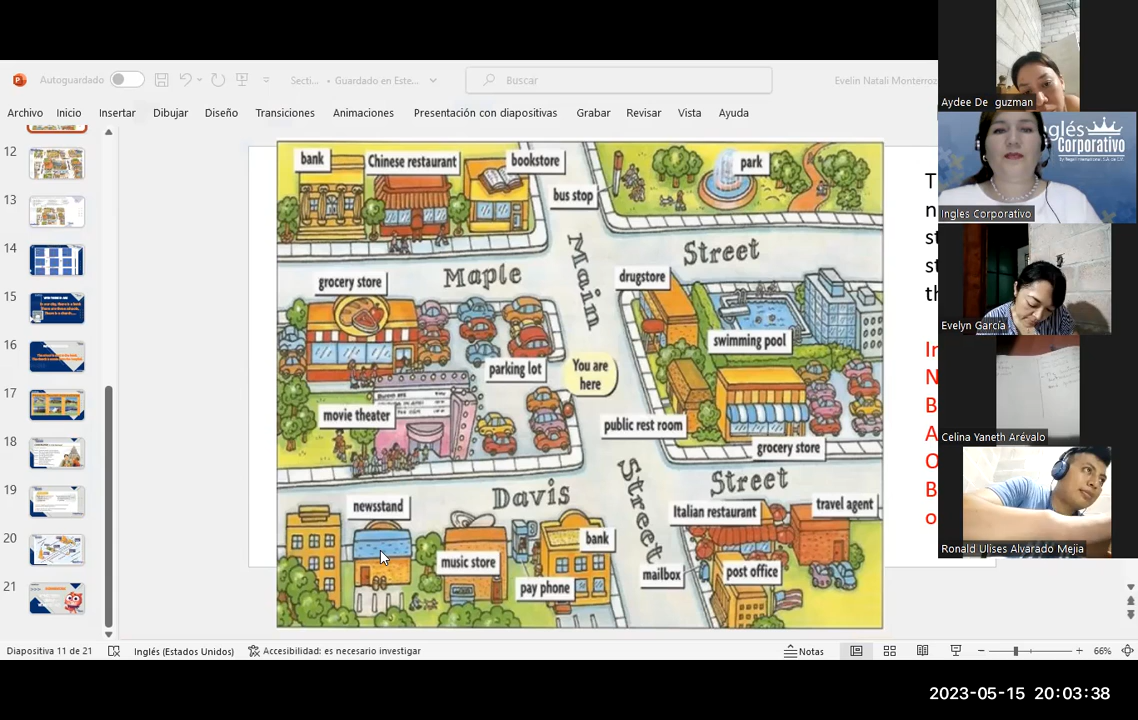 Autoguardado
Secti... • Guardado en Este...
Buscar
Evelin Natali Monterroz
Archivo Inicio Insertar Dibujar Diseño Transiciones Animaciones Presentación con diapositivas Grabar Revisar Vista Ayuda
12
13
14
15
16
17
18
19
20
21
bank
Chinese restaurant
bookstore
bus stop
park
Maple Street
Main Street
grocery store
drugstore
swimming pool
parking lot
You are
here
movie theater
public rest room
grocery store
Davis Street
newsstand
music store
pay phone
bank
Italian restaurant
travel agent
mailbox
post office
T
n
st
st
th
In
N
B
A
O
B
o
Aydee De guzman
Inglés Corporativo
Ingles Corporativo
Evelyn García
Celina Yaneth Arévalo
Ronald Ulises Alvarado Mejia
Diapositiva 11 de 21
Inglés (Estados Unidos)
Accesibilidad: es necesario investigar
Notas
66%
2023-05-15 20:03:38